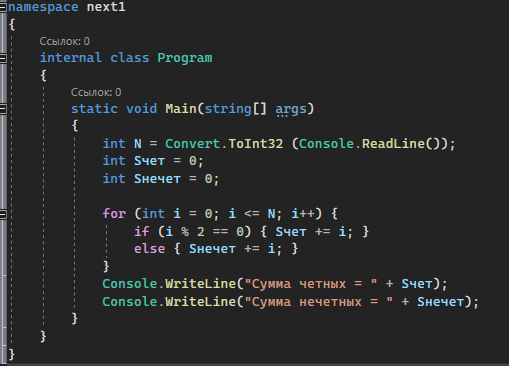 namespace next1
{
Ссылок: 0
internal class Program
{
Ссылок: 0
static void Main(string[] args)
{
int N = Convert.ToInt32 (Console.ReadLine());
int Sчет = 0;
int Sнечет = 0;
for (int i = 0; i <= N; i++) {
if (i % 2 == 0) { Sчет += i; }
else { Sнечет += i; }
}
Console.WriteLine("Сумма четных = " + Sчет);
Console.WriteLine("Сумма нечетных = " + Sнечет);
}
}
}